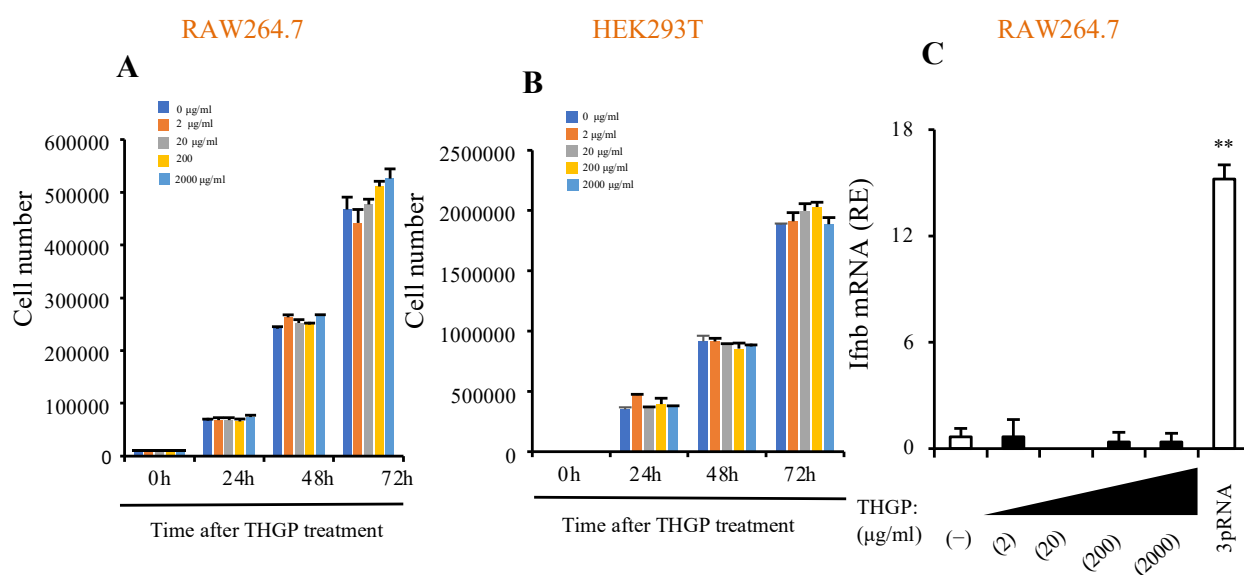 RAW264.7
HEK293T
RAW264.7
A
0 μg/ml
2 μg/ml
20 μg/ml
200
2000 μg/ml
600000
500000
400000
300000
200000
100000
0
Cell number
0h 24h 48h 72h
Time after THGP treatment
B
0 μg/ml
2 μg/ml
20 μg/ml
200 μg/ml
2000 μg/ml
2500000
2000000
1500000
1000000
500000
0
Cell number
0h 24h 48h 72h
Time after THGP treatment
C
18
12
6
0
Ifnb mRNA (RE)
**
THGP:
(μg/ml)
(−) (2) (20) (200) (2000) 3pRNA